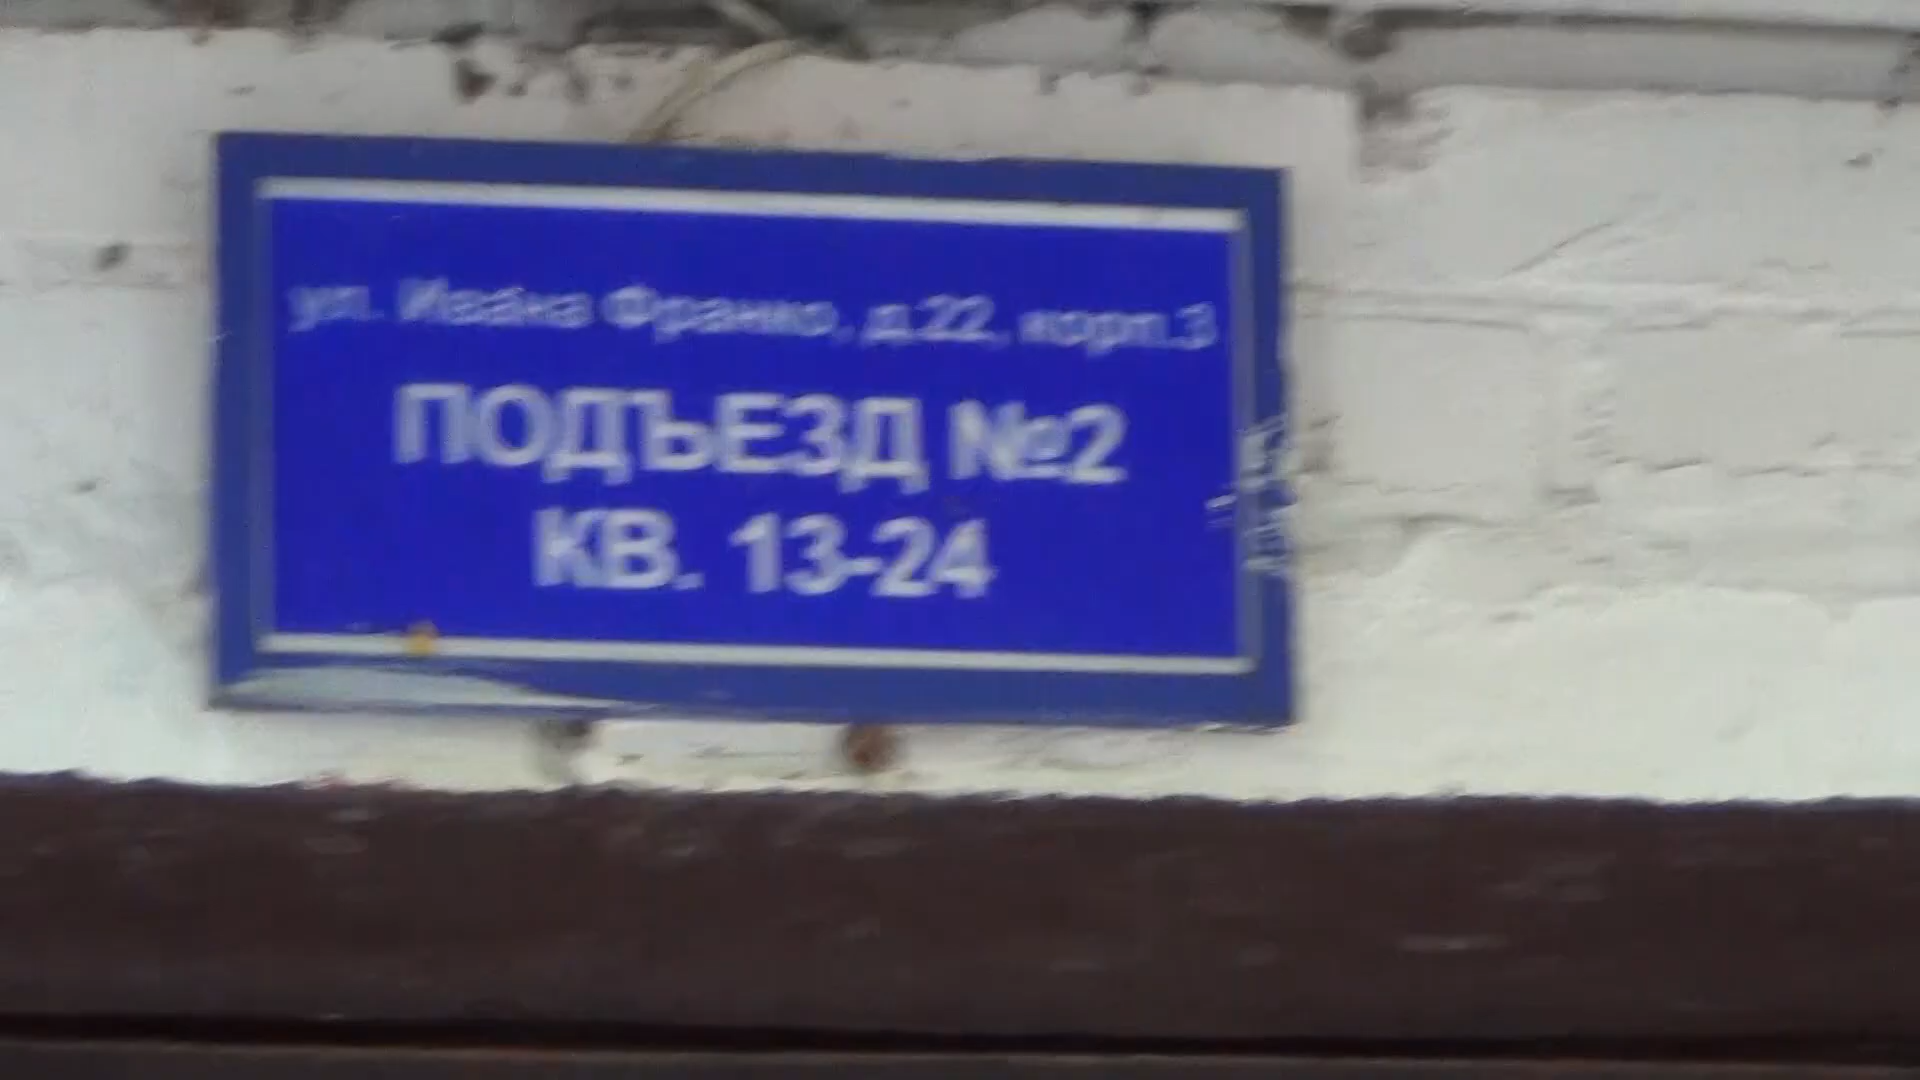 ул. Ивана Франко, д.22, корп.3
ПОДЪЕЗД №2
КВ. 13-24